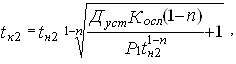 t_{к2} = t_{н2} \sqrt[1-n]{\frac{Д_{уст} К_{осл}(1-n)}{P_1 t_{н2}^{1-n}} + 1} ,